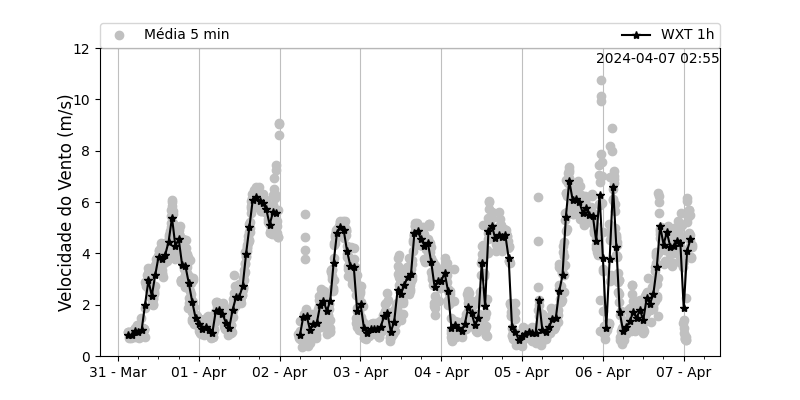 Média 5 min
WXT 1h
2024-04-07 02:55
Velocidade do Vento (m/s)
12
10
8
6
4
2
0
31 - Mar
01 - Apr
02 - Apr
03 - Apr
04 - Apr
05 - Apr
06 - Apr
07 - Apr